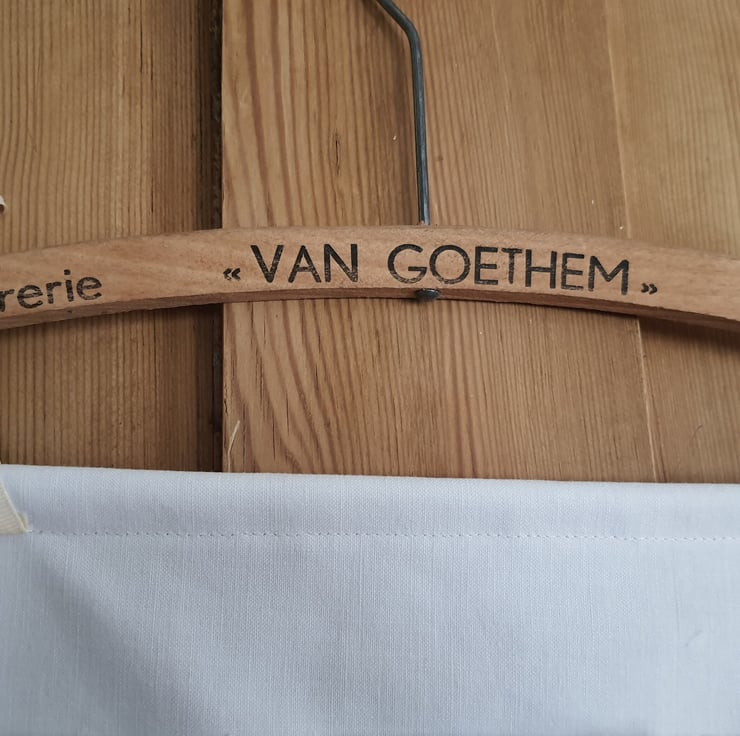 rerie « VAN GOETHEM »